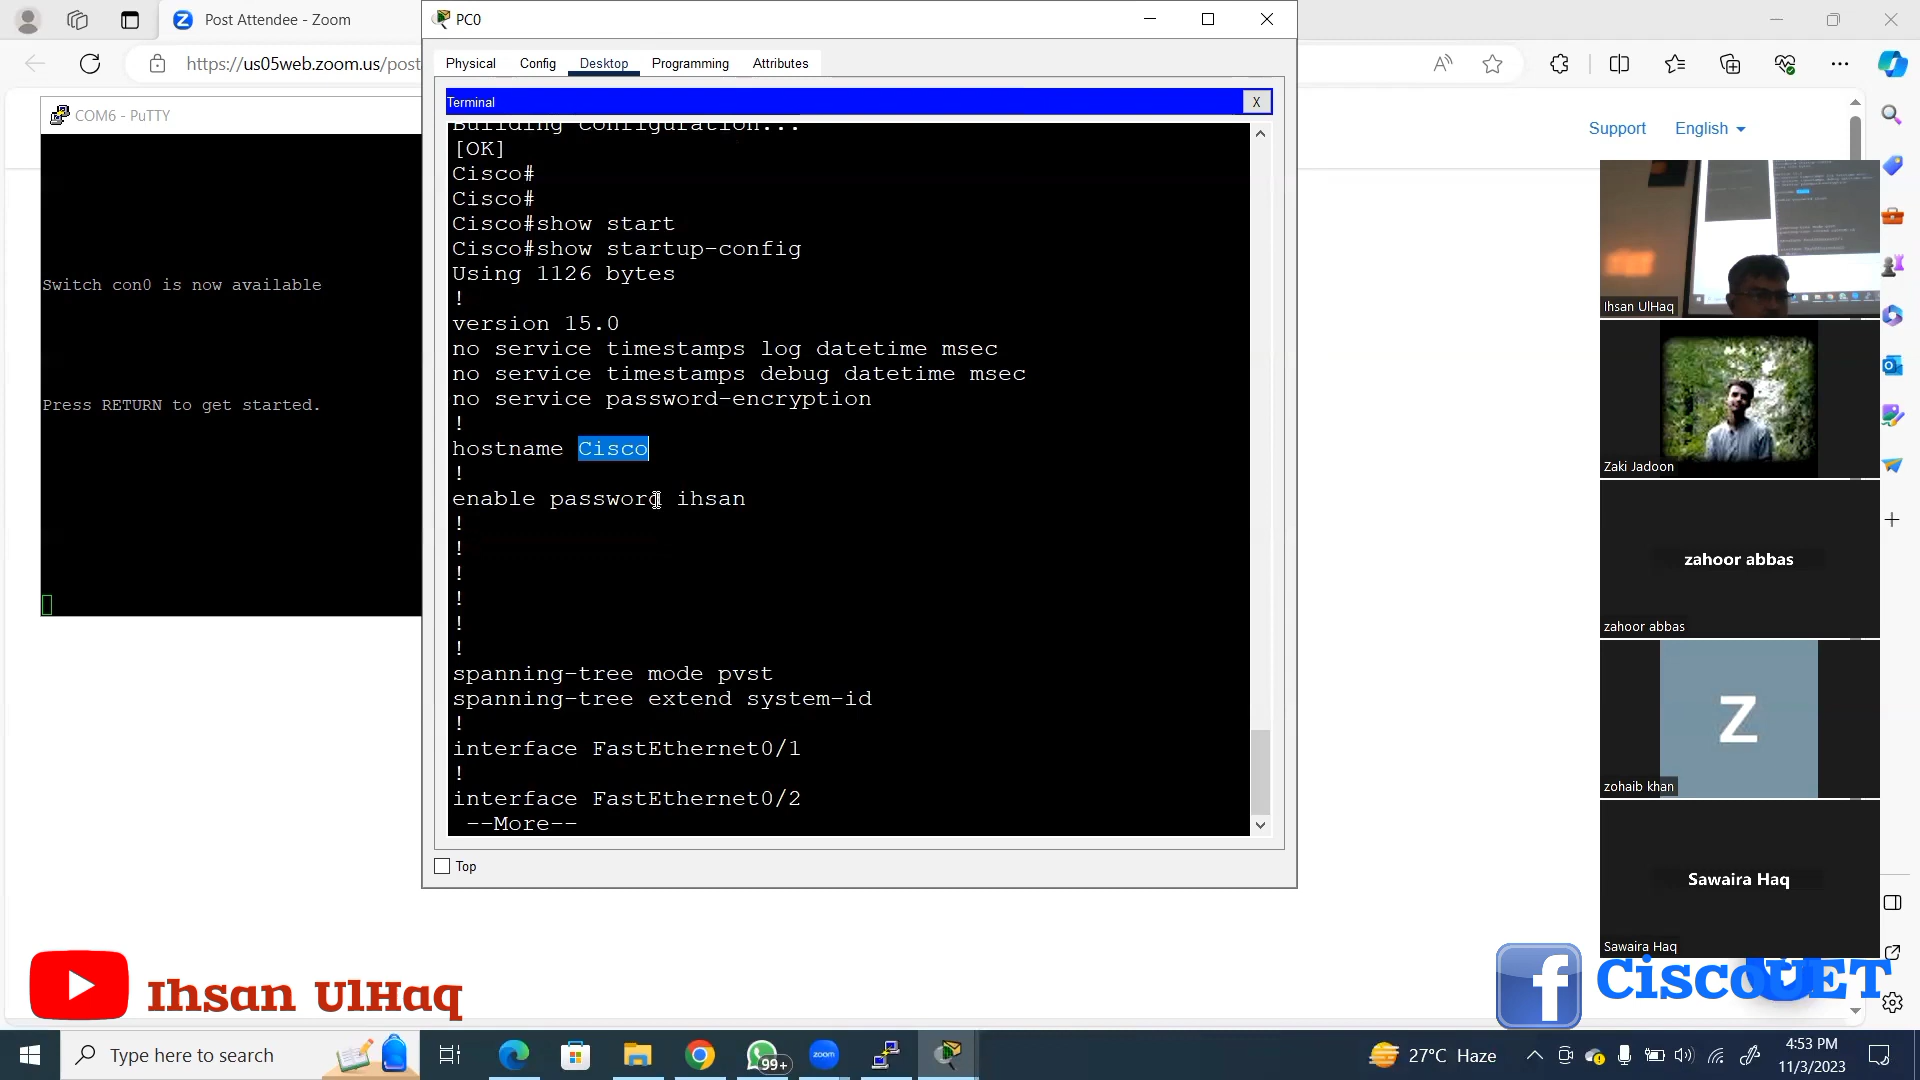 Post Attendee - Zoom
PC0
https://us05web.zoom.us/post
Physical
Config
Desktop
Programming
Attributes
COM6 - PuTTY
Terminal
X
Support
English
Switch con0 is now available
Press RETURN to get started.
Building configuration...
[OK]
Cisco#
Cisco#
Cisco#show start
Cisco#show startup-config
Using 1126 bytes
!
version 15.0
no service timestamps log datetime msec
no service timestamps debug datetime msec
no service password-encryption
!
hostname Cisco
!
enable password ihsan
!
!
!
!
!
!
spanning-tree mode pvst
spanning-tree extend system-id
!
interface FastEthernet0/1
!
interface FastEthernet0/2
--More--
Top
Ihsan UlHaq
Zaki Jadoon
zahoor abbas
zahoor abbas
Z
zohaib khan
Sawaira Haq
Sawaira Haq
Ihsan UlHaq
f
CiscoUET
Type here to search
99+
zoom
27°C Haze
4:53 PM
11/3/2023